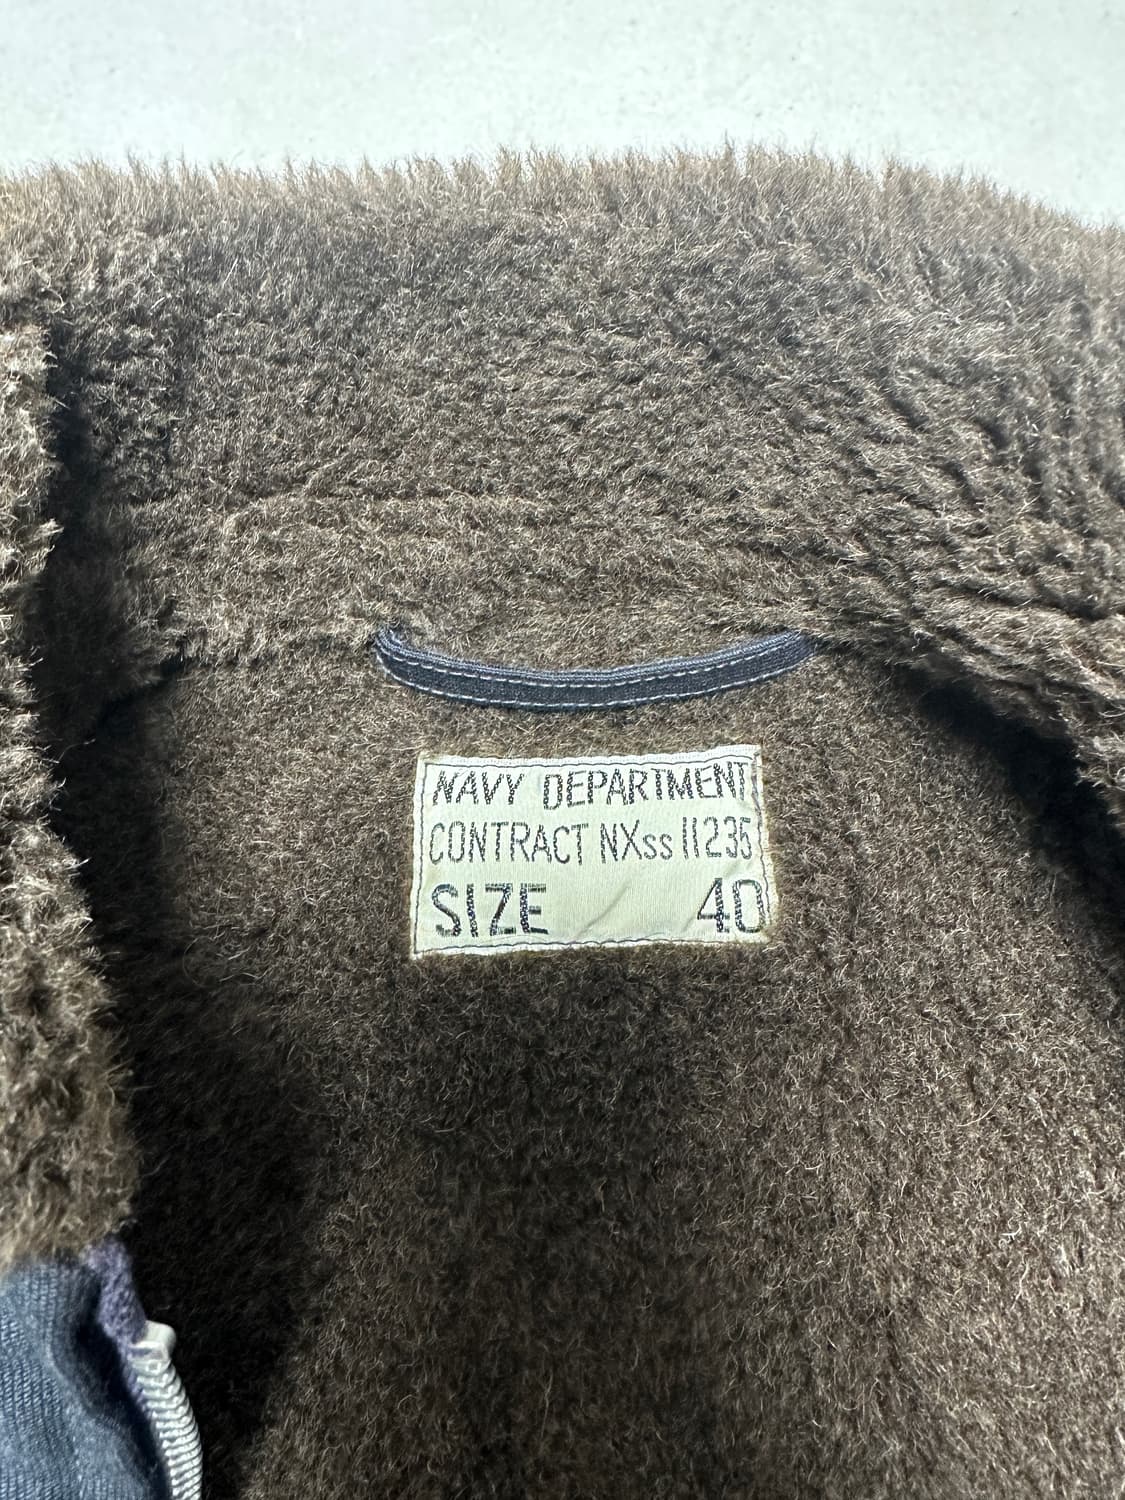 NAVY DEPARTMENT
CONTRACT NXss 11235
SIZE 40